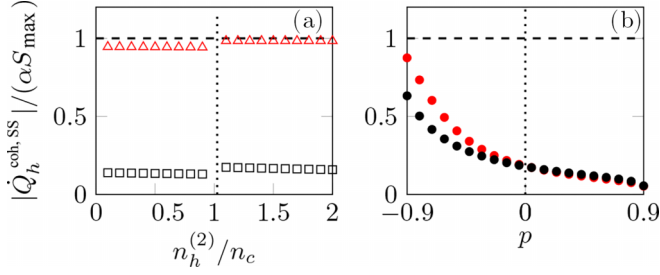 |Q̇_h^{coh, SS}|/(αS_max)
(a)
1
0.5
0
0 0.5 1 1.5 2
n_h^{(2)}/n_c
(b)
1
0.5
0
−0.9 0 0.9
p